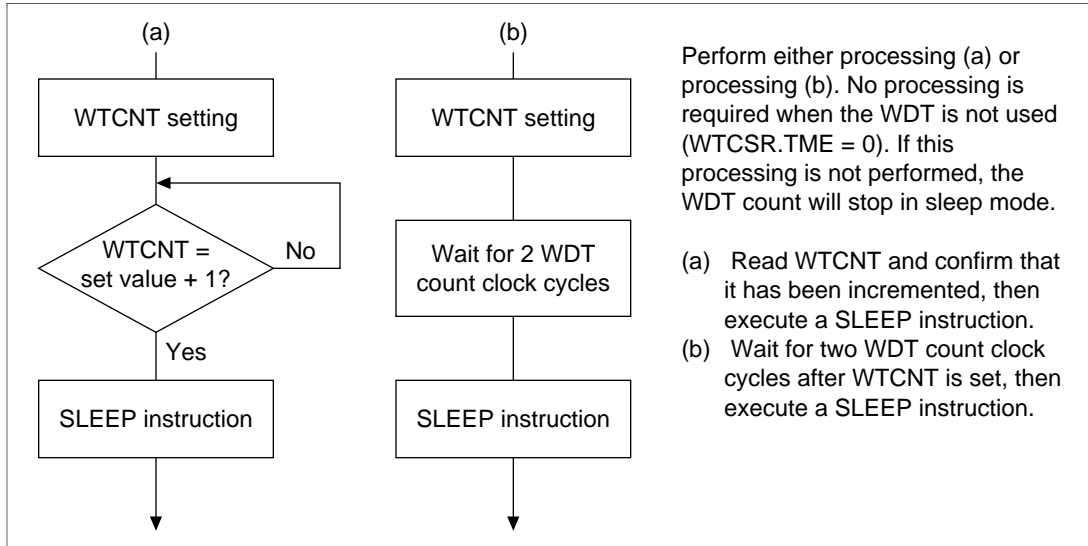 (a)
WTCNT setting
WTCNT =
set value + 1?
No
Yes
SLEEP instruction
(b)
WTCNT setting
Wait for 2 WDT
count clock cycles
SLEEP instruction
Perform either processing (a) or
processing (b). No processing is
required when the WDT is not used
(WTCSR.TME = 0). If this
processing is not performed, the
WDT count will stop in sleep mode.
(a) Read WTCNT and confirm that
it has been incremented, then
execute a SLEEP instruction.
(b) Wait for two WDT count clock
cycles after WTCNT is set, then
execute a SLEEP instruction.